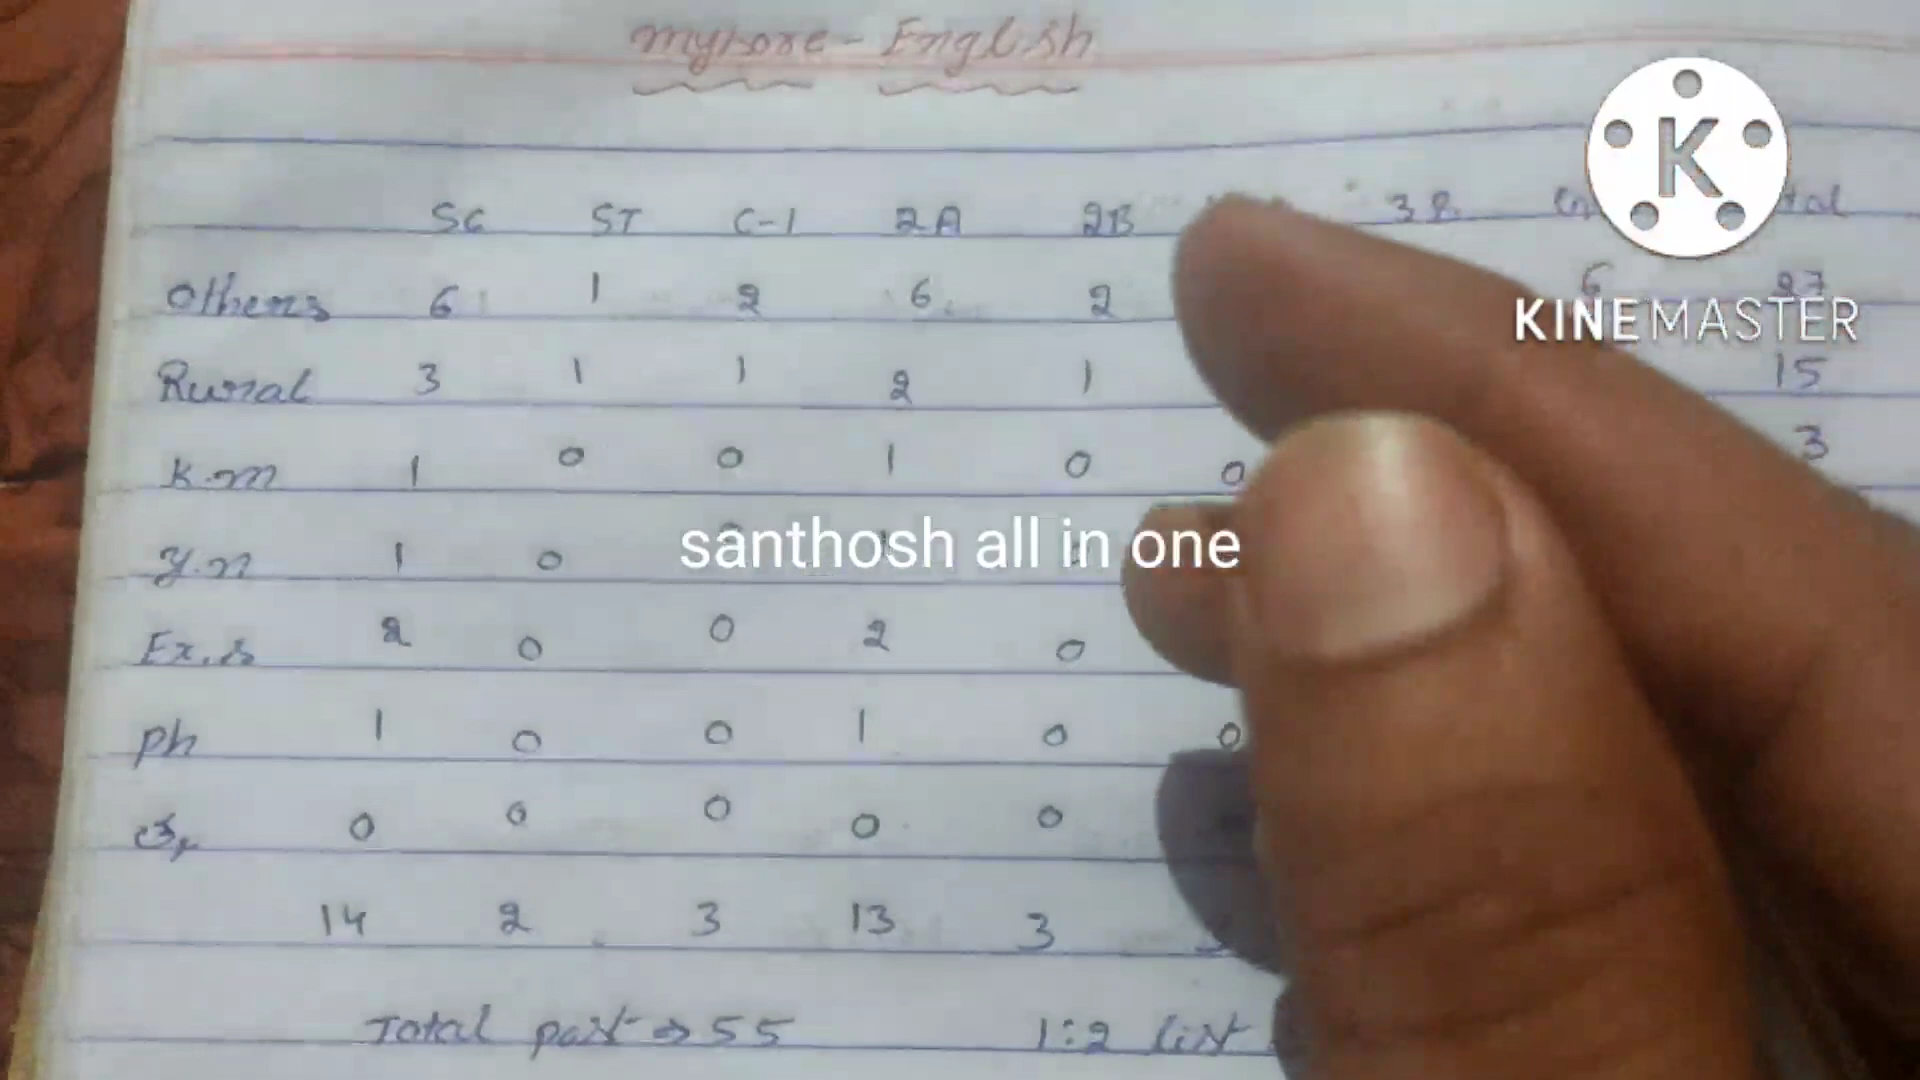 mysore - English
SC ST C-1 2A 2B 3B
Others 6 1 2 6 2 6 27
Rural 3 1 1 2 1 15
K.m 1 0 0 1 0 0 3
y.m 1 0 0 1
Ex.s 2 0 0 2 0
ph 1 0 0 1 0 0
0 0 0 0 0
14 2 3 13 3
Total post → 55 1:2 list
K
KINEMASTER
santhosh all in one